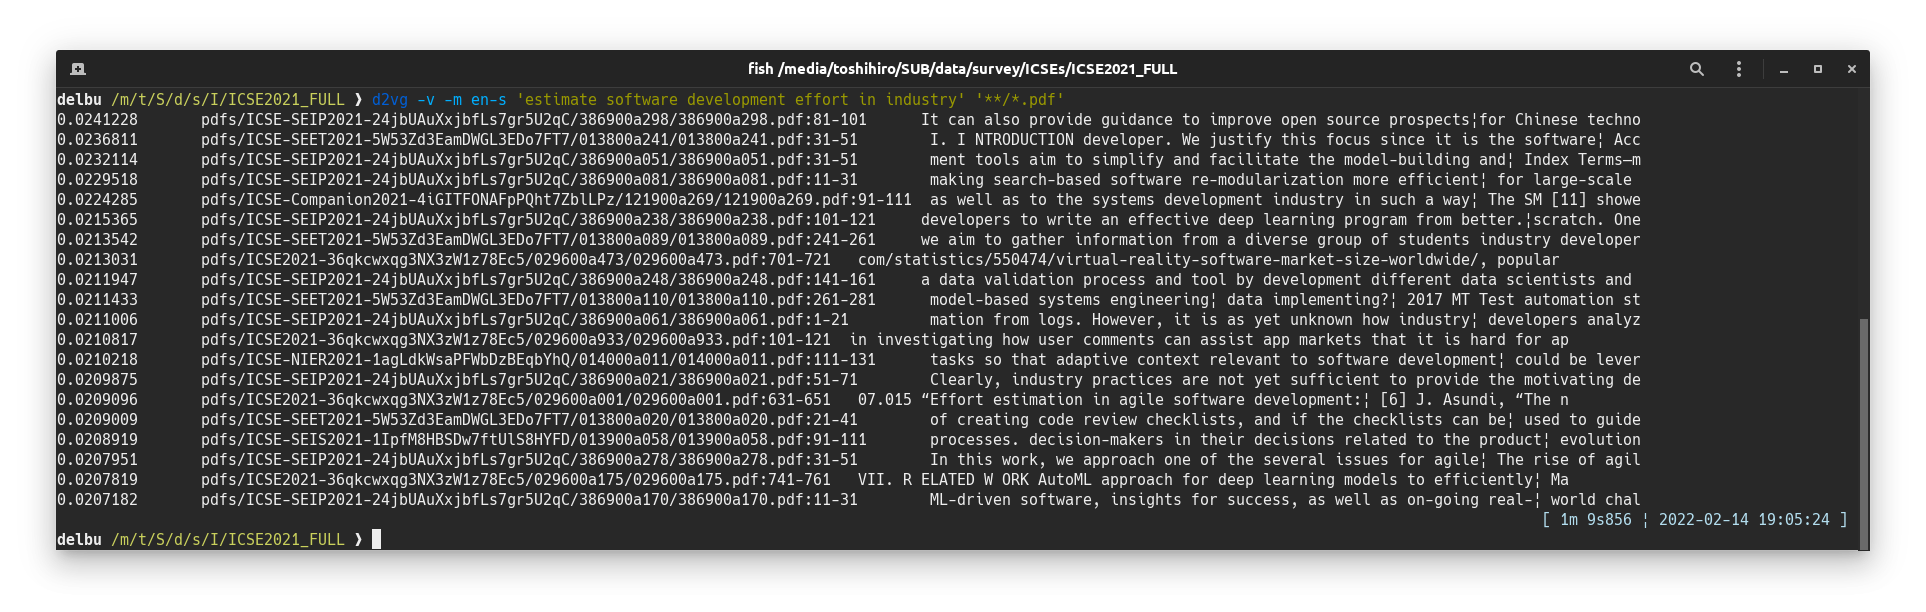 fish /media/toshihiro/SUB/data/survey/ICSEs/ICSE2021_FULL
delbu /m/t/S/d/s/I/ICSE2021_FULL ❯ d2vg -v -m en-s 'estimate software development effort in industry' '**/*.pdf'
0.0241228 pdfs/ICSE-SEIP2021-24jbUAuXxjbfLs7gr5U2qC/386900a298/386900a298.pdf:81-101 It can also provide guidance to improve open source prospects¦for Chinese techno
0.0236811 pdfs/ICSE-SEET2021-5W53Zd3EamDWGL3EDo7FT7/013800a241/013800a241.pdf:31-51 I. I NTRODUCTION developer. We justify this focus since it is the software¦ Acc
0.0232114 pdfs/ICSE-SEIP2021-24jbUAuXxjbfLs7gr5U2qC/386900a051/386900a051.pdf:31-51 ment tools aim to simplify and facilitate the model-building and¦ Index Terms—m
0.0229518 pdfs/ICSE-SEIP2021-24jbUAuXxjbfLs7gr5U2qC/386900a081/386900a081.pdf:11-31 making search-based software re-modularization more efficient¦ for large-scale
0.0224285 pdfs/ICSE-Companion2021-4iGITFONAFpPQht7ZblLPz/121900a269/121900a269.pdf:91-111 as well as to the systems development industry in such a way¦ The SM [11] showe
0.0215365 pdfs/ICSE-SEIP2021-24jbUAuXxjbfLs7gr5U2qC/386900a238/386900a238.pdf:101-121 developers to write an effective deep learning program from better.¦scratch. One
0.0213542 pdfs/ICSE-SEET2021-5W53Zd3EamDWGL3EDo7FT7/013800a089/013800a089.pdf:241-261 we aim to gather information from a diverse group of students industry developer
0.0213031 pdfs/ICSE2021-36qkcwxqg3NX3zW1z78Ec5/029600a473/029600a473.pdf:701-721 com/statistics/550474/virtual-reality-software-market-size-worldwide/, popular
0.0211947 pdfs/ICSE-SEIP2021-24jbUAuXxjbfLs7gr5U2qC/386900a248/386900a248.pdf:141-161 a data validation process and tool by development different data scientists and
0.0211433 pdfs/ICSE-SEET2021-5W53Zd3EamDWGL3EDo7FT7/013800a110/013800a110.pdf:261-281 model-based systems engineering¦ data implementing?¦ 2017 MT Test automation st
0.0211006 pdfs/ICSE-SEIP2021-24jbUAuXxjbfLs7gr5U2qC/386900a061/386900a061.pdf:1-21 mation from logs. However, it is as yet unknown how industry¦ developers analyz
0.0210817 pdfs/ICSE2021-36qkcwxqg3NX3zW1z78Ec5/029600a933/029600a933.pdf:101-121 in investigating how user comments can assist app markets that it is hard for ap
0.0210218 pdfs/ICSE-NIER2021-1agLdkWsaPFWbDzBEqbYhQ/014000a011/014000a011.pdf:111-131 tasks so that adaptive context relevant to software development¦ could be lever
0.0209875 pdfs/ICSE-SEIP2021-24jbUAuXxjbfLs7gr5U2qC/386900a021/386900a021.pdf:51-71 Clearly, industry practices are not yet sufficient to provide the motivating de
0.0209096 pdfs/ICSE2021-36qkcwxqg3NX3zW1z78Ec5/029600a001/029600a001.pdf:631-651 07.015 “Effort estimation in agile software development:¦ [6] J. Asundi, “The n
0.0209009 pdfs/ICSE-SEET2021-5W53Zd3EamDWGL3EDo7FT7/013800a020/013800a020.pdf:21-41 of creating code review checklists, and if the checklists can be¦ used to guide
0.0208919 pdfs/ICSE-SEIS2021-1IpfM8HBSDw7ftUlS8HYFD/013900a058/013900a058.pdf:91-111 processes. decision-makers in their decisions related to the product¦ evolution
0.0207951 pdfs/ICSE-SEIP2021-24jbUAuXxjbfLs7gr5U2qC/386900a278/386900a278.pdf:31-51 In this work, we approach one of the several issues for agile¦ The rise of agil
0.0207819 pdfs/ICSE2021-36qkcwxqg3NX3zW1z78Ec5/029600a175/029600a175.pdf:741-761 VII. R ELATED W ORK AutoML approach for deep learning models to efficiently¦ Ma
0.0207182 pdfs/ICSE-SEIP2021-24jbUAuXxjbfLs7gr5U2qC/386900a170/386900a170.pdf:11-31 ML-driven software, insights for success, as well as on-going real-¦ world chal
[ 1m 9s856 ¦ 2022-02-14 19:05:24 ]
delbu /m/t/S/d/s/I/ICSE2021_FULL ❯